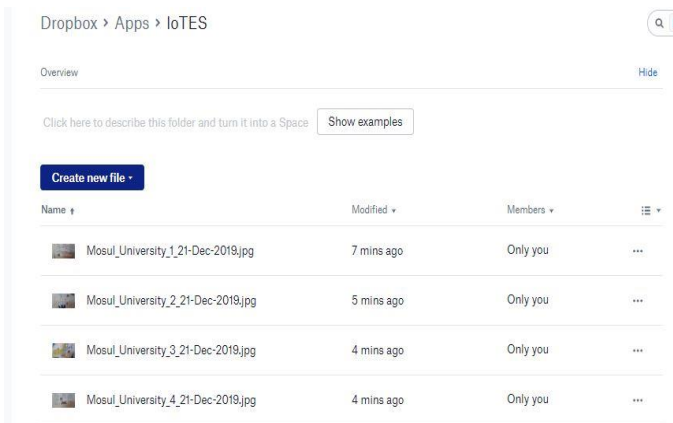 Dropbox > Apps > IoTES
Overview Hide
Click here to describe this folder and turn it into a Space Show examples
Create new file
Name Modified Members
Mosul_University_1_21-Dec-2019.jpg 7 mins ago Only you
Mosul_University_2_21-Dec-2019.jpg 5 mins ago Only you
Mosul_University_3_21-Dec-2019.jpg 4 mins ago Only you
Mosul_University_4_21-Dec-2019.jpg 4 mins ago Only you